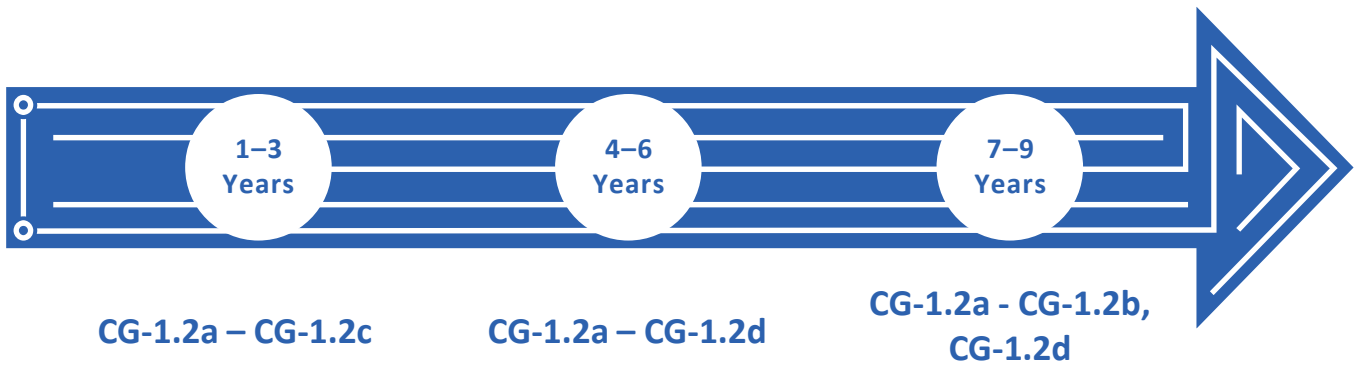 1–3
Years
4–6
Years
7–9
Years
CG-1.2a – CG-1.2c
CG-1.2a – CG-1.2d
CG-1.2a - CG-1.2b,
CG-1.2d